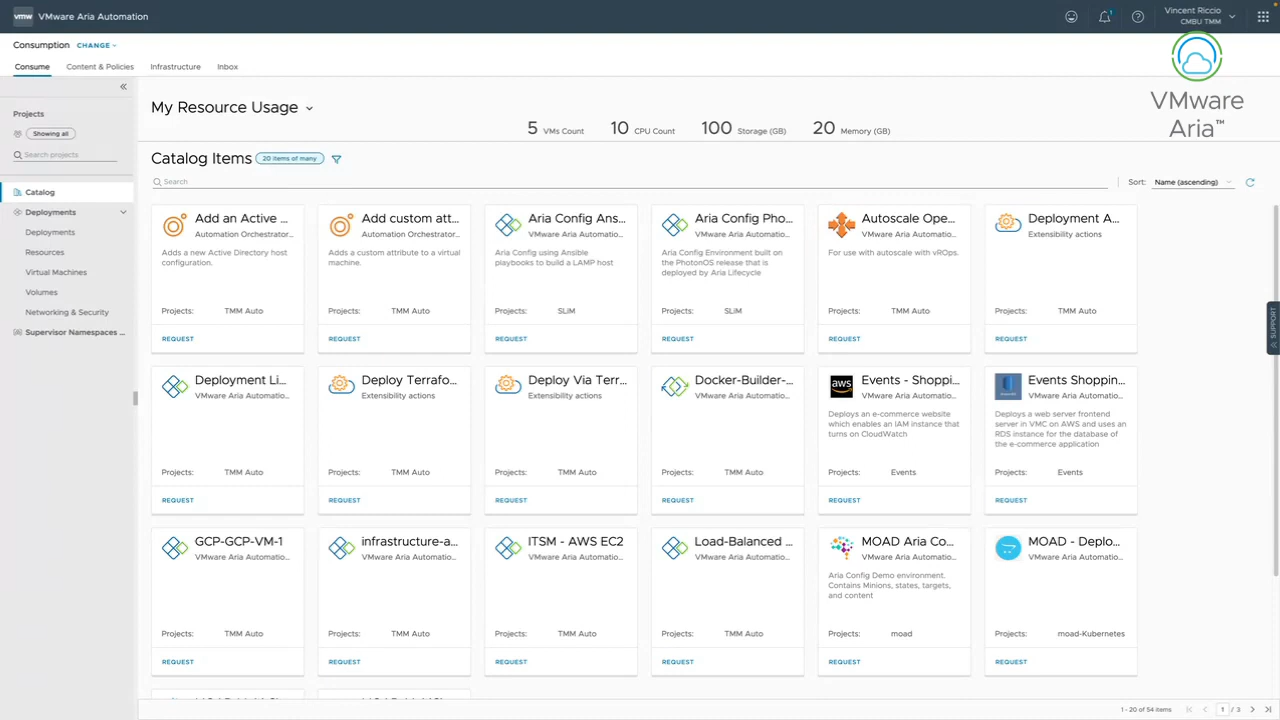 vmw VMware Aria Automation
Vincent Riccio
CMBU TMM
Consumption CHANGE
Consume Content & Policies Infrastructure Inbox
VMware
Aria™
Projects
Showing all
Search projects
Catalog
Deployments
Deployments
Resources
Virtual Machines
Volumes
Networking & Security
Supervisor Namespaces ...
My Resource Usage
5 VMs Count 10 CPU Count 100 Storage (GB) 20 Memory (GB)
Catalog Items 20 items of many
Search
Sort: Name (ascending)
Add an Active ...
Automation Orchestrator...
Adds a new Active Directory host
configuration.
Projects: TMM Auto
REQUEST
Add custom att...
Automation Orchestrator...
Adds a custom attribute to a virtual
machine.
Projects: TMM Auto
REQUEST
Aria Config Ans...
VMware Aria Automatio...
Aria Config using Ansible
playbooks to build a LAMP host
Projects: SLiM
REQUEST
Aria Config Pho...
VMware Aria Automatio...
Aria Config Environment built on
the PhotonOS release that is
deployed by Aria Lifecycle
Projects: SLiM
REQUEST
Autoscale Ope...
VMware Aria Automatio...
For use with autoscale with vROps.
Projects: TMM Auto
REQUEST
Deployment A...
Extensibility actions
Projects: TMM Auto
REQUEST
Deployment Li...
VMware Aria Automatio...
Projects: TMM Auto
REQUEST
Deploy Terrafo...
Extensibility actions
Projects: TMM Auto
REQUEST
Deploy Via Terr...
Extensibility actions
Projects: TMM Auto
REQUEST
Docker-Builder-...
VMware Aria Automatio...
Projects: TMM Auto
REQUEST
aws
Events - Shoppi...
VMware Aria Automatio...
Deploys an e-commerce website
which enables an IAM instance that
turns on CloudWatch
Projects: Events
REQUEST
Events Shoppin...
VMware Aria Automatio...
Deploys a web server frontend
server in VMC on AWS and uses an
RDS instance for the database of
the e-commerce application
Projects: Events
REQUEST
GCP-GCP-VM-1
VMware Aria Automatio...
Projects: TMM Auto
REQUEST
infrastructure-a...
VMware Aria Automatio...
Projects: TMM Auto
REQUEST
ITSM - AWS EC2
VMware Aria Automatio...
Projects: TMM Auto
REQUEST
Load-Balanced ...
VMware Aria Automatio...
Projects: TMM Auto
REQUEST
MOAD Aria Co...
VMware Aria Automatio...
Aria Config Demo environment.
Contains Minions, states, targets,
and content
Projects: moad
REQUEST
MOAD - Deplo...
VMware Aria Automatio...
Projects: moad-Kubernetes
REQUEST
SUPPORT
1 - 20 of 54 items 1 / 3